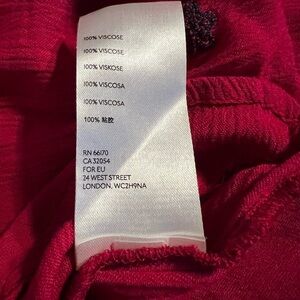 100% VISCOSE
100% VISCOSE
100% VISKOSE
100% VISCOSA
100% VISCOSA
100% 粘胶
RN 66170
CA 32054
FOR EU
24 WEST STREET
LONDON, WC2H9NA